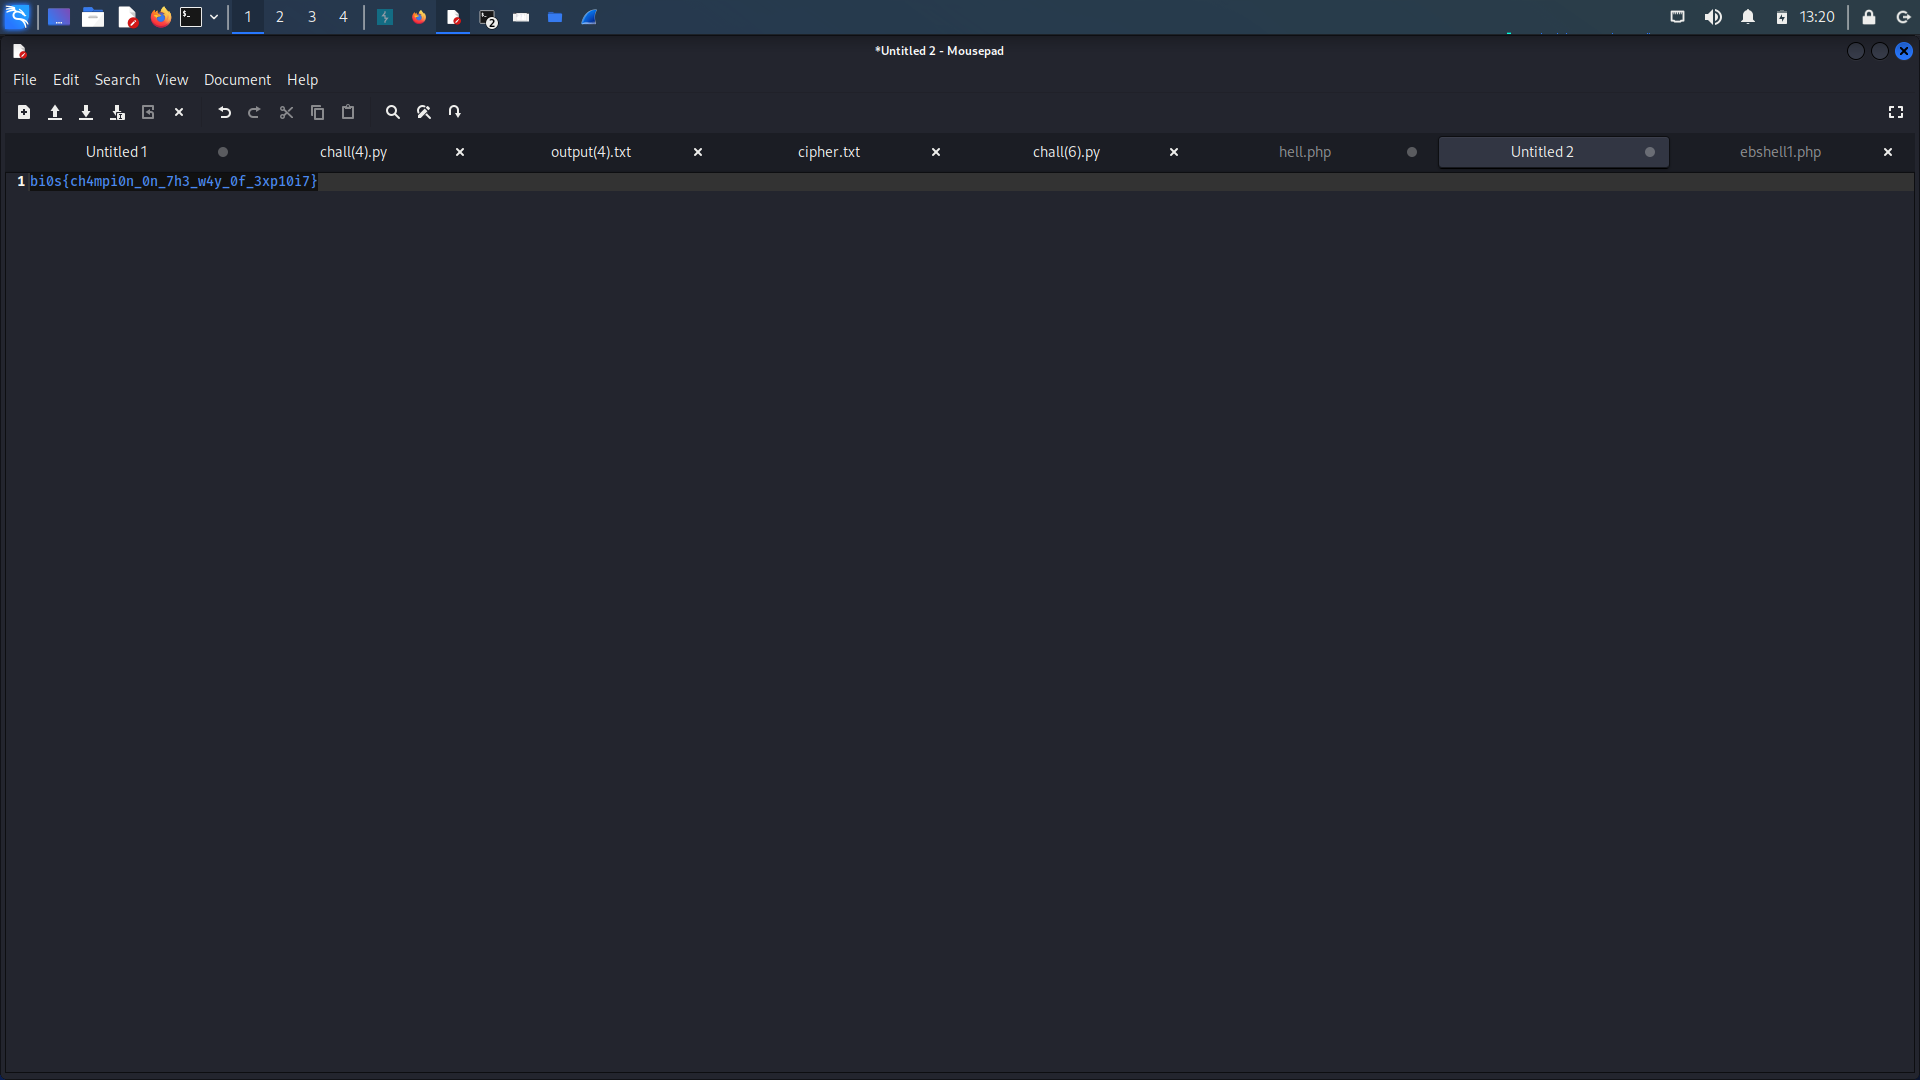 1 2 3 4 2 13:20
*Untitled 2 - Mousepad
File Edit Search View Document Help
Untitled 1 chall(4).py output(4).txt cipher.txt chall(6).py hell.php Untitled 2 ebshell1.php
1 bi0s{ch4mpi0n_0n_7h3_w4y_0f_3xp10i7}